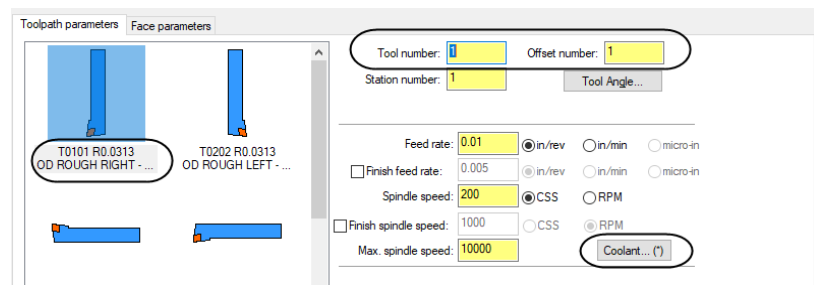 Toolpath parameters Face parameters
Tool number: 1 Offset number: 1
Station number: 1 Tool Angle...
T0101 R0.0313 T0202 R0.0313
OD ROUGH RIGHT - ... OD ROUGH LEFT - ...
Feed rate: 0.01 in/rev in/min micro-in
Finish feed rate: 0.005 in/rev in/min micro-in
Spindle speed: 200 CSS RPM
Finish spindle speed: 1000 CSS RPM
Max. spindle speed: 10000 Coolant... (*)